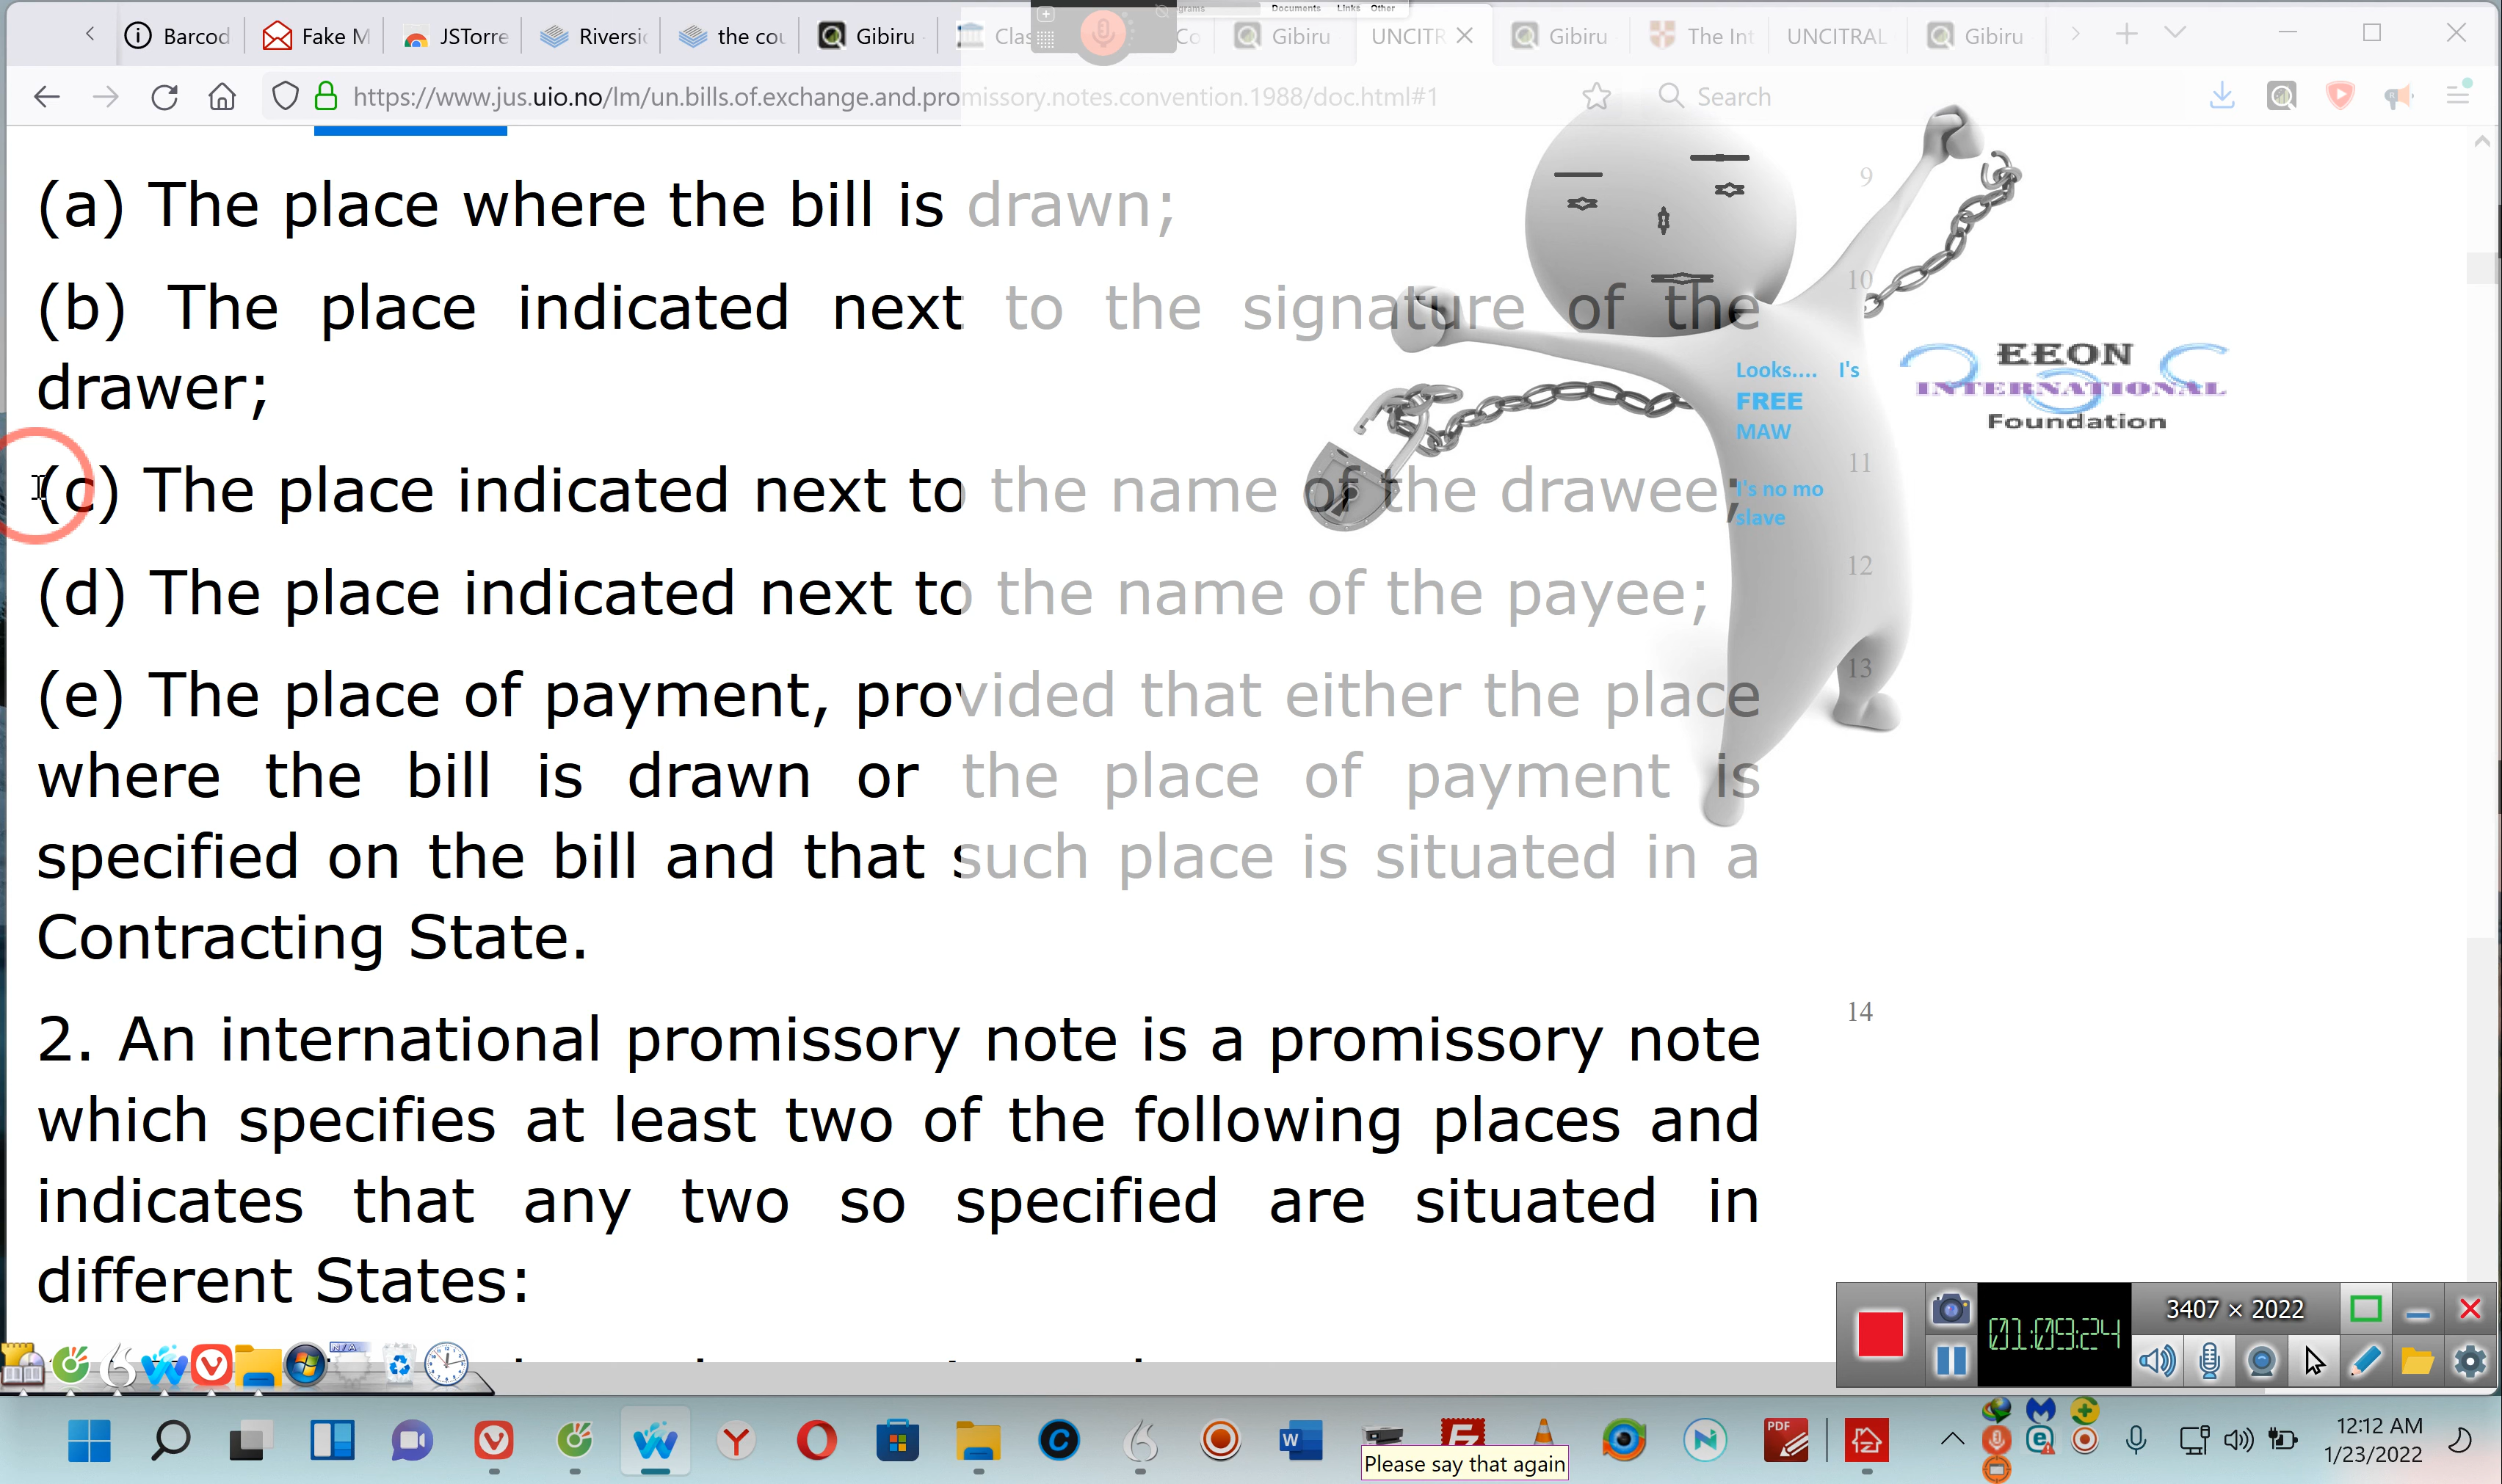 Programs Documents Links Other
Barcod Fake M JSTorre Riversi the cou Gibiru Clas Co Gibiru UNCITR Gibiru The Int UNCITRAL Gibiru
https://www.jus.uio.no/lm/un.bills.of.exchange.and.promissory.notes.convention.1988/doc.html#1 Search
(a) The place where the bill is drawn;
9
(b) The place indicated next to the signature of the
10
drawer;
Looks.... I's
FREE
MAW
EEON
INTERNATIONAL
Foundation
(c) The place indicated next to the name of the drawee;
11
I's no mo
slave
(d) The place indicated next to the name of the payee;
12
(e) The place of payment, provided that either the place
13
where the bill is drawn or the place of payment is
specified on the bill and that such place is situated in a
Contracting State.
2. An international promissory note is a promissory note
14
which specifies at least two of the following places and
indicates that any two so specified are situated in
different States:
3407 × 2022
01:09:24
PDF
Please say that again
12:12 AM
1/23/2022